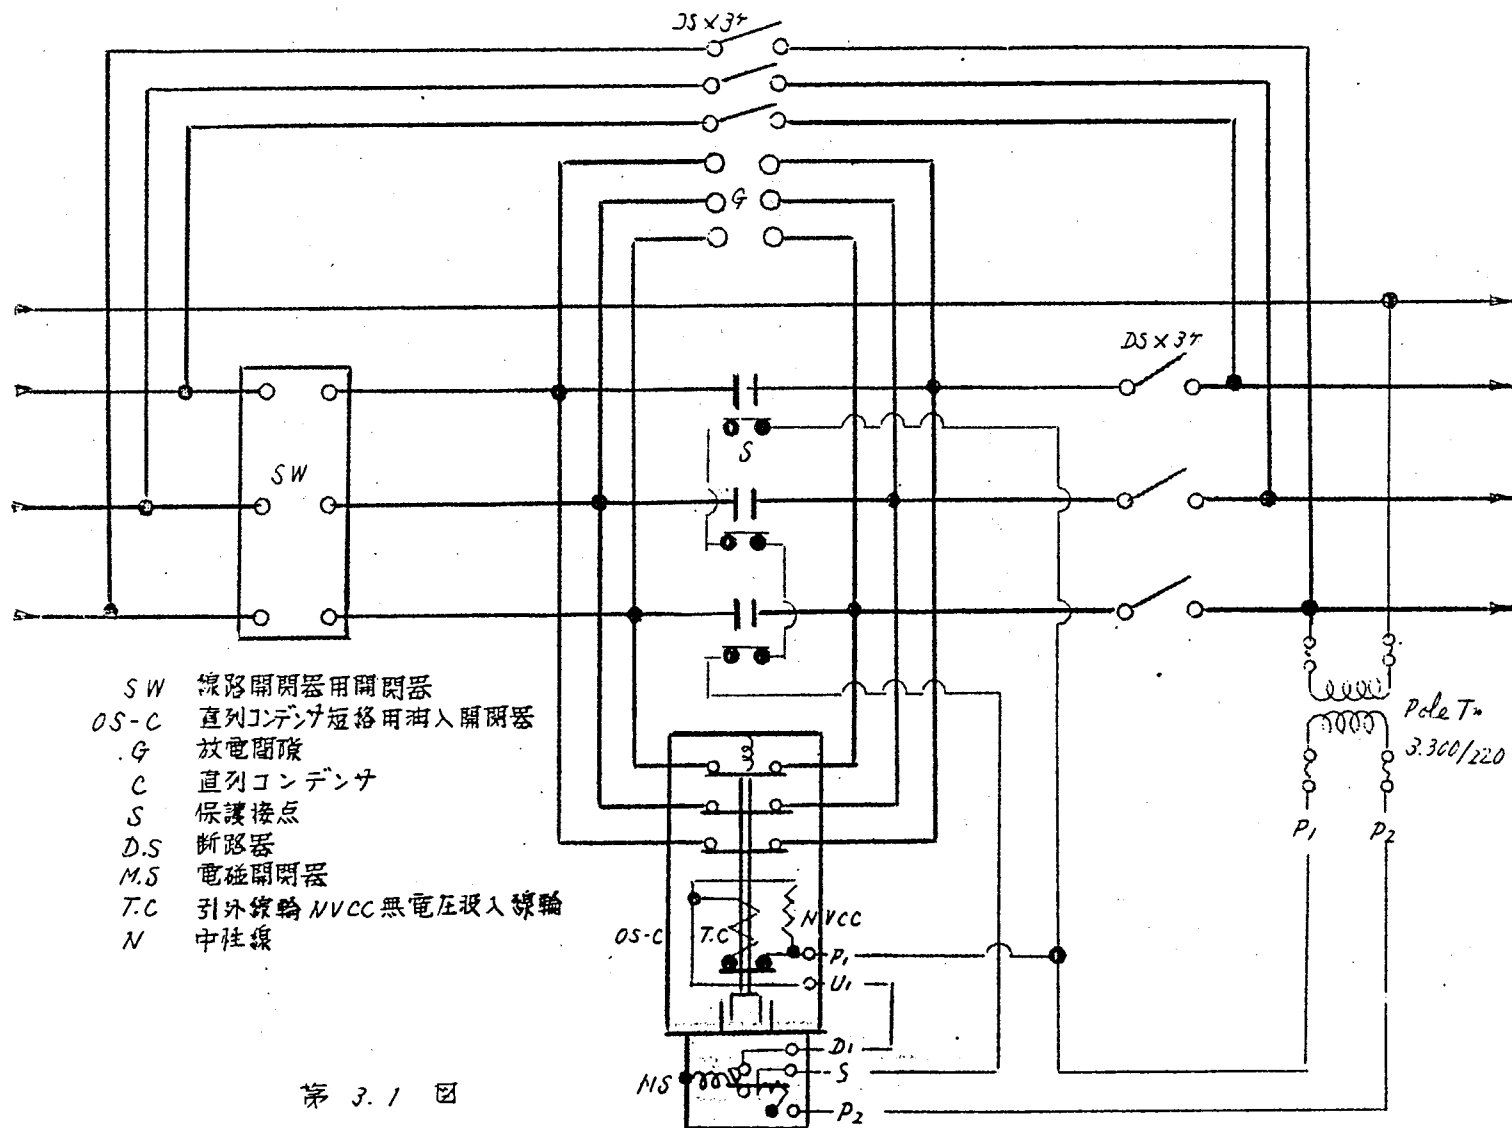 DS×3ケ
G
DS×3ケ
S
SW
SW 線路開閉器用開閉器
OS-C 直列コンデンサ短絡用油入開閉器
G 放電間隙
C 直列コンデンサ
S 保護接点
D.S 断路器
M.S 電磁開閉器
T.C 引外線輪 NVCC 無電圧投入線輪
N 中性線
Pole Tr
3.300/220
P1
P2
OS-C
T.C
NVCC
P1
U1
D1
S
MS
P2
第 3.1 図